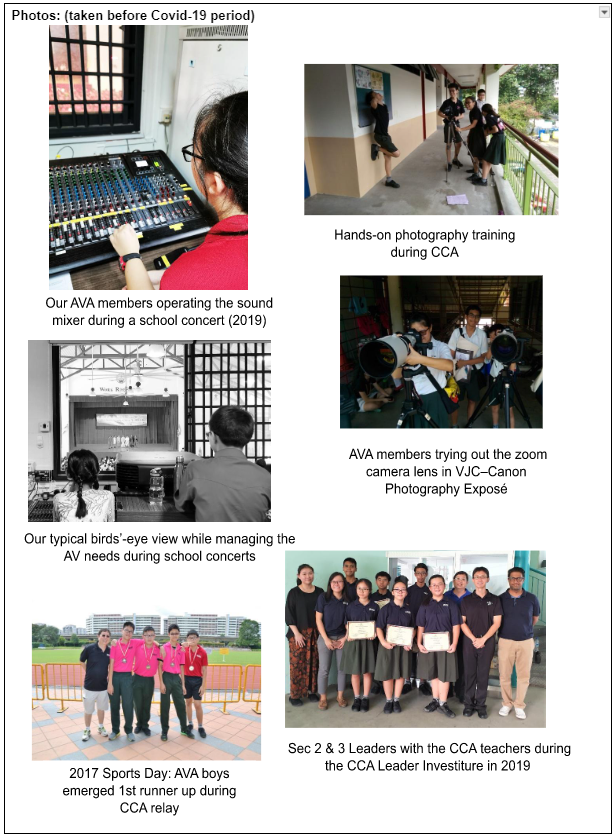 Photos: (taken before Covid-19 period)
Our AVA members operating the sound
mixer during a school concert (2019)
Hands-on photography training
during CCA
AVA members trying out the zoom
camera lens in VJC–Canon
Photography Exposé
Our typical birds’-eye view while managing the
AV needs during school concerts
2017 Sports Day: AVA boys
emerged 1st runner up during
CCA relay
Sec 2 & 3 Leaders with the CCA teachers during
the CCA Leader Investiture in 2019